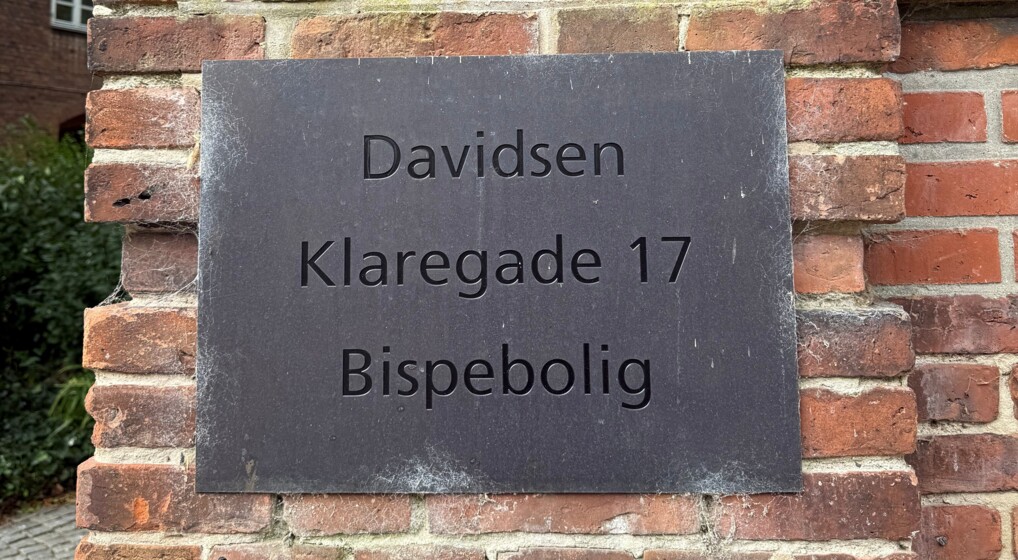 Davidsen
Klaregade 17
Bispebolig